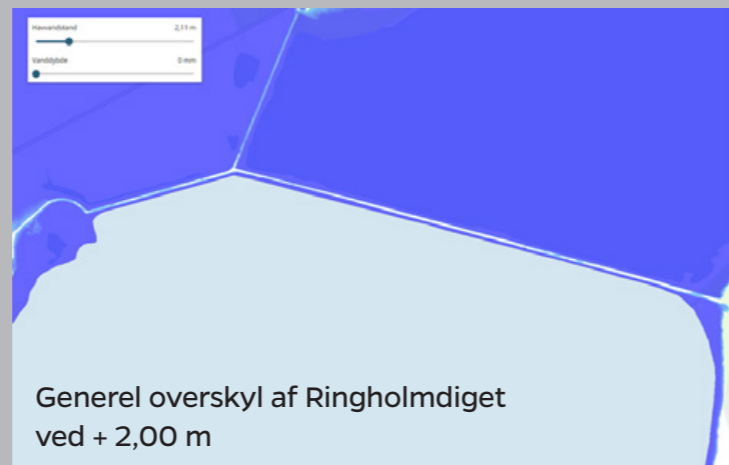 Havvandstand 2,11 m
Vanddybde 0 mm
Generel overskyl af Ringholmdiget
ved + 2,00 m